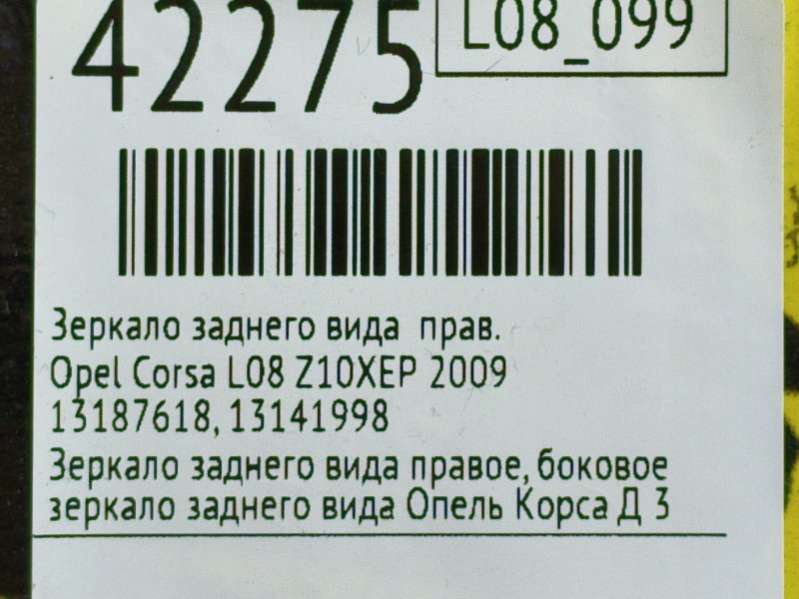 42275
L08_099
Зеркало заднего вида прав.
Opel Corsa L08 Z10XEP 2009
13187618, 13141998
Зеркало заднего вида правое, боковое
зеркало заднего вида Опель Корса Д 3